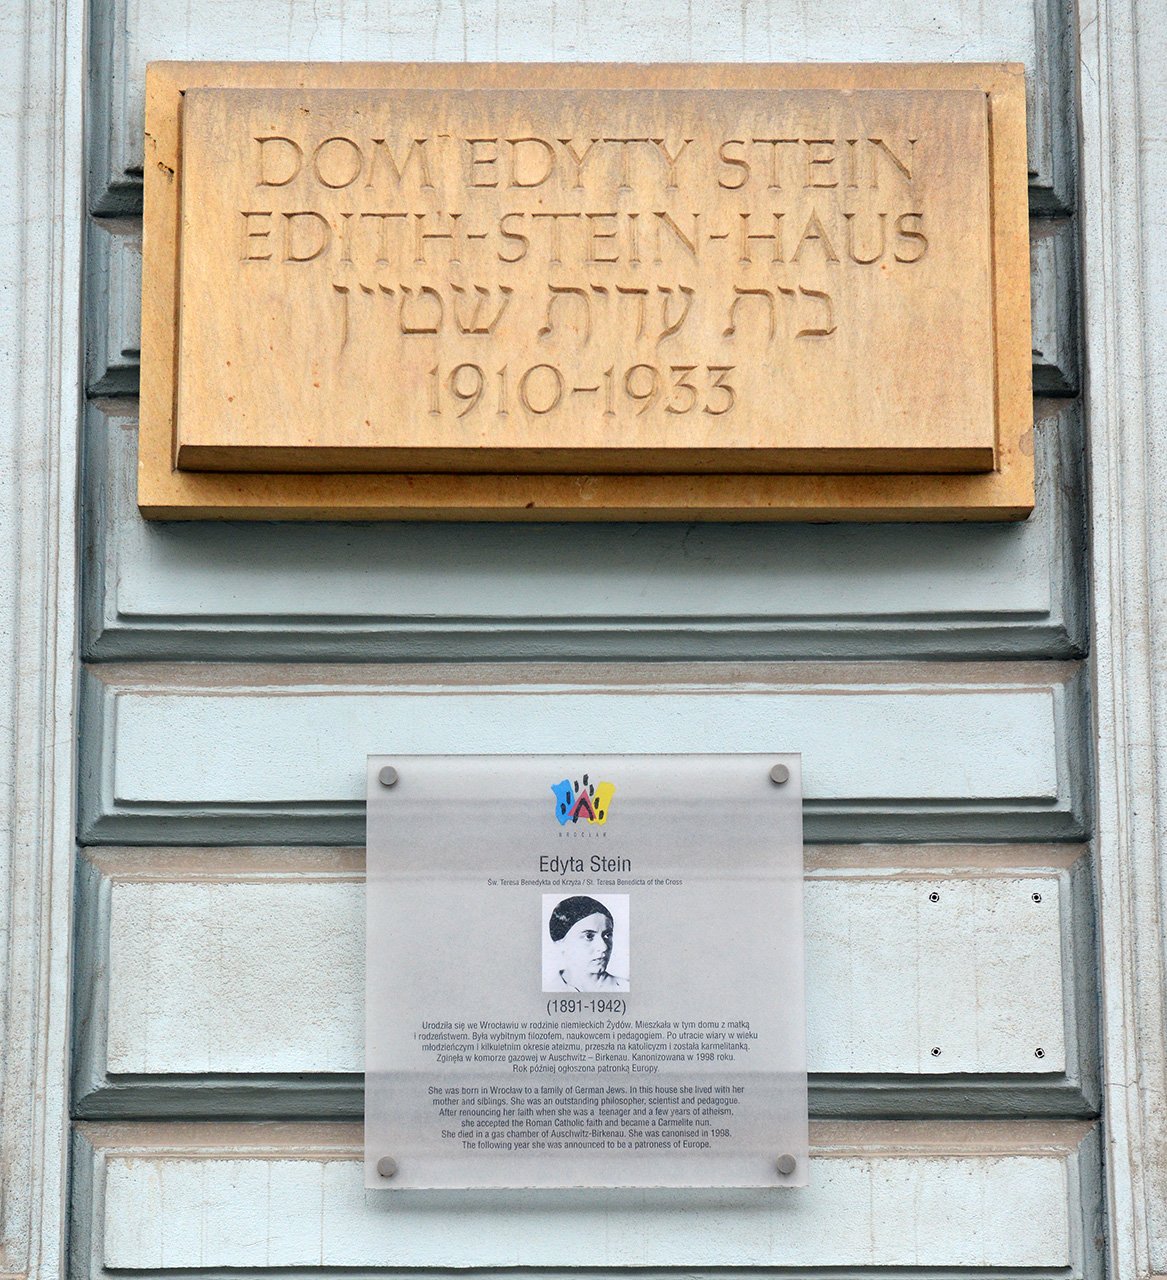 DOM EDYTY STEIN
EDITH-STEIN-HAUS
בית עדית שטיין
1910-1933
WROCŁAW
Edyta Stein
Św. Teresa Benedykta od Krzyża / St. Teresa Benedicta of the Cross
(1891-1942)
Urodziła się we Wrocławiu w rodzinie niemieckich Żydów. Mieszkała w tym domu z matką
i rodzeństwem. Była wybitnym filozofem, naukowcem i pedagogiem. Po utracie wiary w wieku
młodzieńczym i kilkuletnim okresie ateizmu, przeszła na katolicyzm i została karmelitanką.
Zginęła w komorze gazowej w Auschwitz – Birkenau. Kanonizowana w 1998 roku.
Rok później ogłoszona patronką Europy.
She was born in Wrocław to a family of German Jews. In this house she lived with her
mother and siblings. She was an outstanding philosopher, scientist and pedagogue.
After renouncing her faith when she was a teenager and a few years of atheism,
she accepted the Roman Catholic faith and became a Carmelite nun.
She died in a gas chamber of Auschwitz-Birkenau. She was canonised in 1998.
The following year she was announced to be a patroness of Europe.